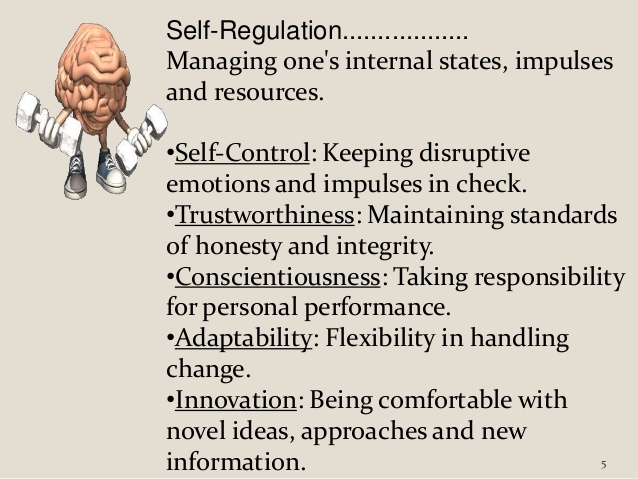 Self-Regulation..................
Managing one's internal states, impulses
and resources.
•Self-Control: Keeping disruptive
emotions and impulses in check.
•Trustworthiness: Maintaining standards
of honesty and integrity.
•Conscientiousness: Taking responsibility
for personal performance.
•Adaptability: Flexibility in handling
change.
•Innovation: Being comfortable with
novel ideas, approaches and new
information.
5